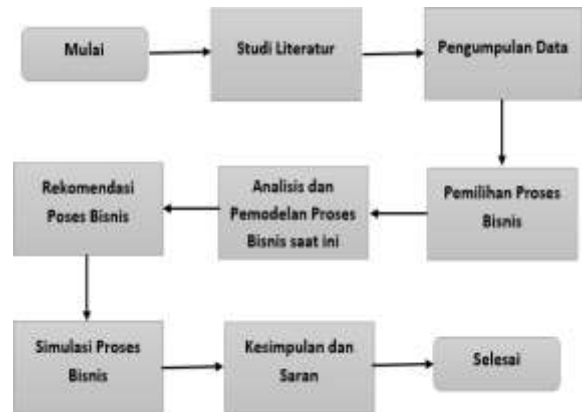 Mulai
Studi Literatur
Pengumpulan Data
Pemilihan Proses
Bisnis
Analisis dan
Pemodelan Proses
Bisnis saat ini
Rekomendasi
Poses Bisnis
Simulasi Proses
Bisnis
Kesimpulan dan
Saran
Selesai